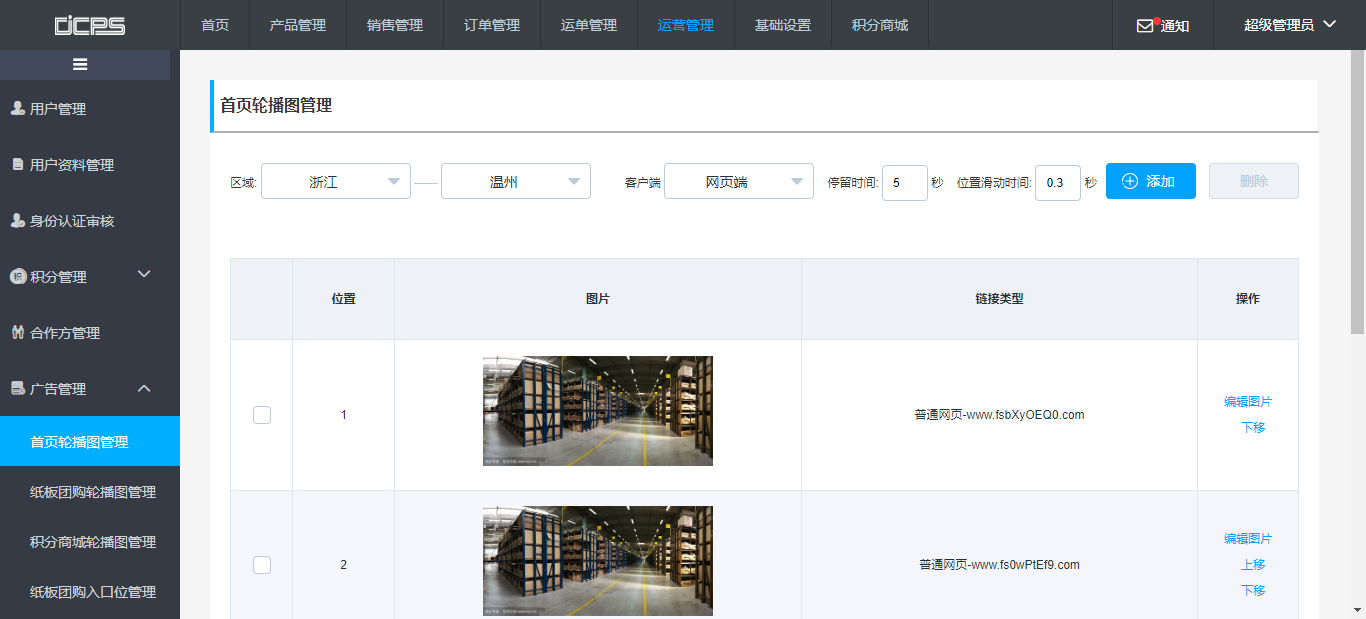 CJCPS
首页 产品管理 销售管理 订单管理 运单管理 运营管理 基础设置 积分商城 通知 超级管理员
用户管理
用户资料管理
身份认证审核
积 积分管理
合作方管理
广告管理
首页轮播图管理
纸板团购轮播图管理
积分商城轮播图管理
纸板团购入口位管理
首页轮播图管理
区域: 浙江 温州 客户端 网页端 停留时间: 5 秒 位置滑动时间: 0.3 秒 添加 删除
位置 图片 链接类型 操作
1 普通网页-www.fsbXyOEQ0.com 编辑图片
下移
2 普通网页-www.fs0wPtEf9.com 编辑图片
上移
下移